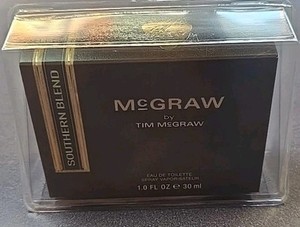 SOUTHERN BLEND
McGRAW
by
TIM McGRAW
EAU DE TOILETTE
SPRAY VAPORISATEUR
1.0 FL OZ ℮ 30 ml